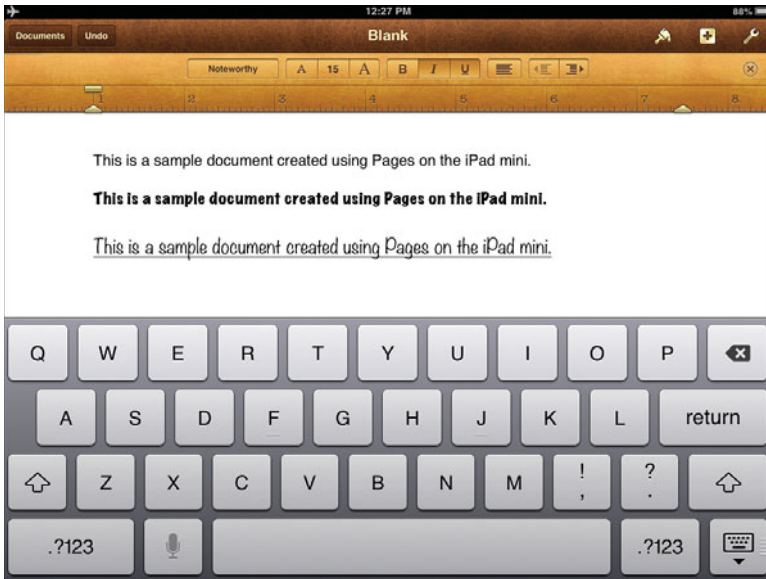 12:27 PM 88%
Documents Undo Blank
Noteworthy A 15 A B I U
1 2 3 4 5 6 7 8
This is a sample document created using Pages on the iPad mini.
This is a sample document created using Pages on the iPad mini.
This is a sample document created using Pages on the iPad mini.
Q W E R T Y U I O P
A S D F G H J K L return
Z X C V B N M ! , ? .
.?123 .?123